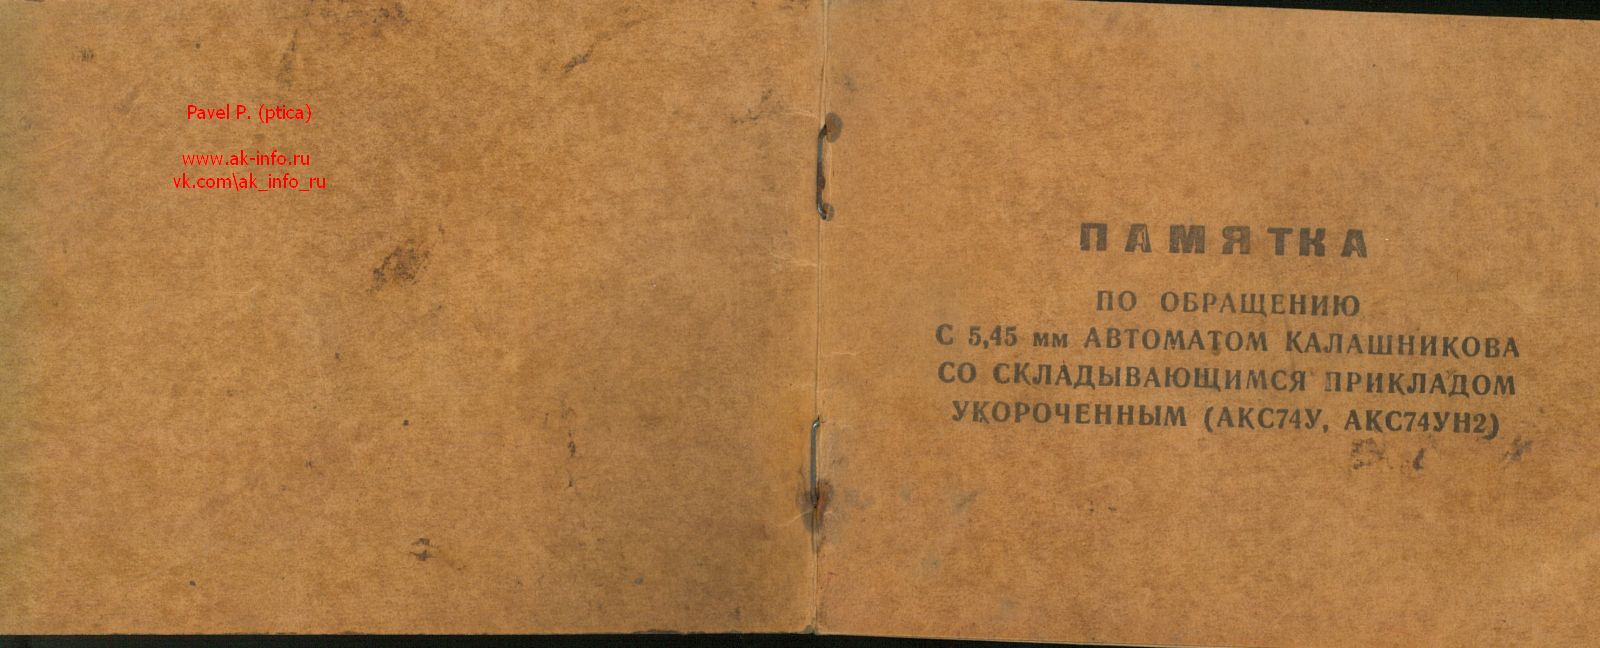 Pavel P. (ptica)
www.ak-info.ru
vk.com\ak_info_ru
ПАМЯТКА
ПО ОБРАЩЕНИЮ
С 5,45 мм АВТОМАТОМ КАЛАШНИКОВА
СО СКЛАДЫВАЮЩИМСЯ ПРИКЛАДОМ
УКОРОЧЕННЫМ (АКС74У, АКС74УН2)